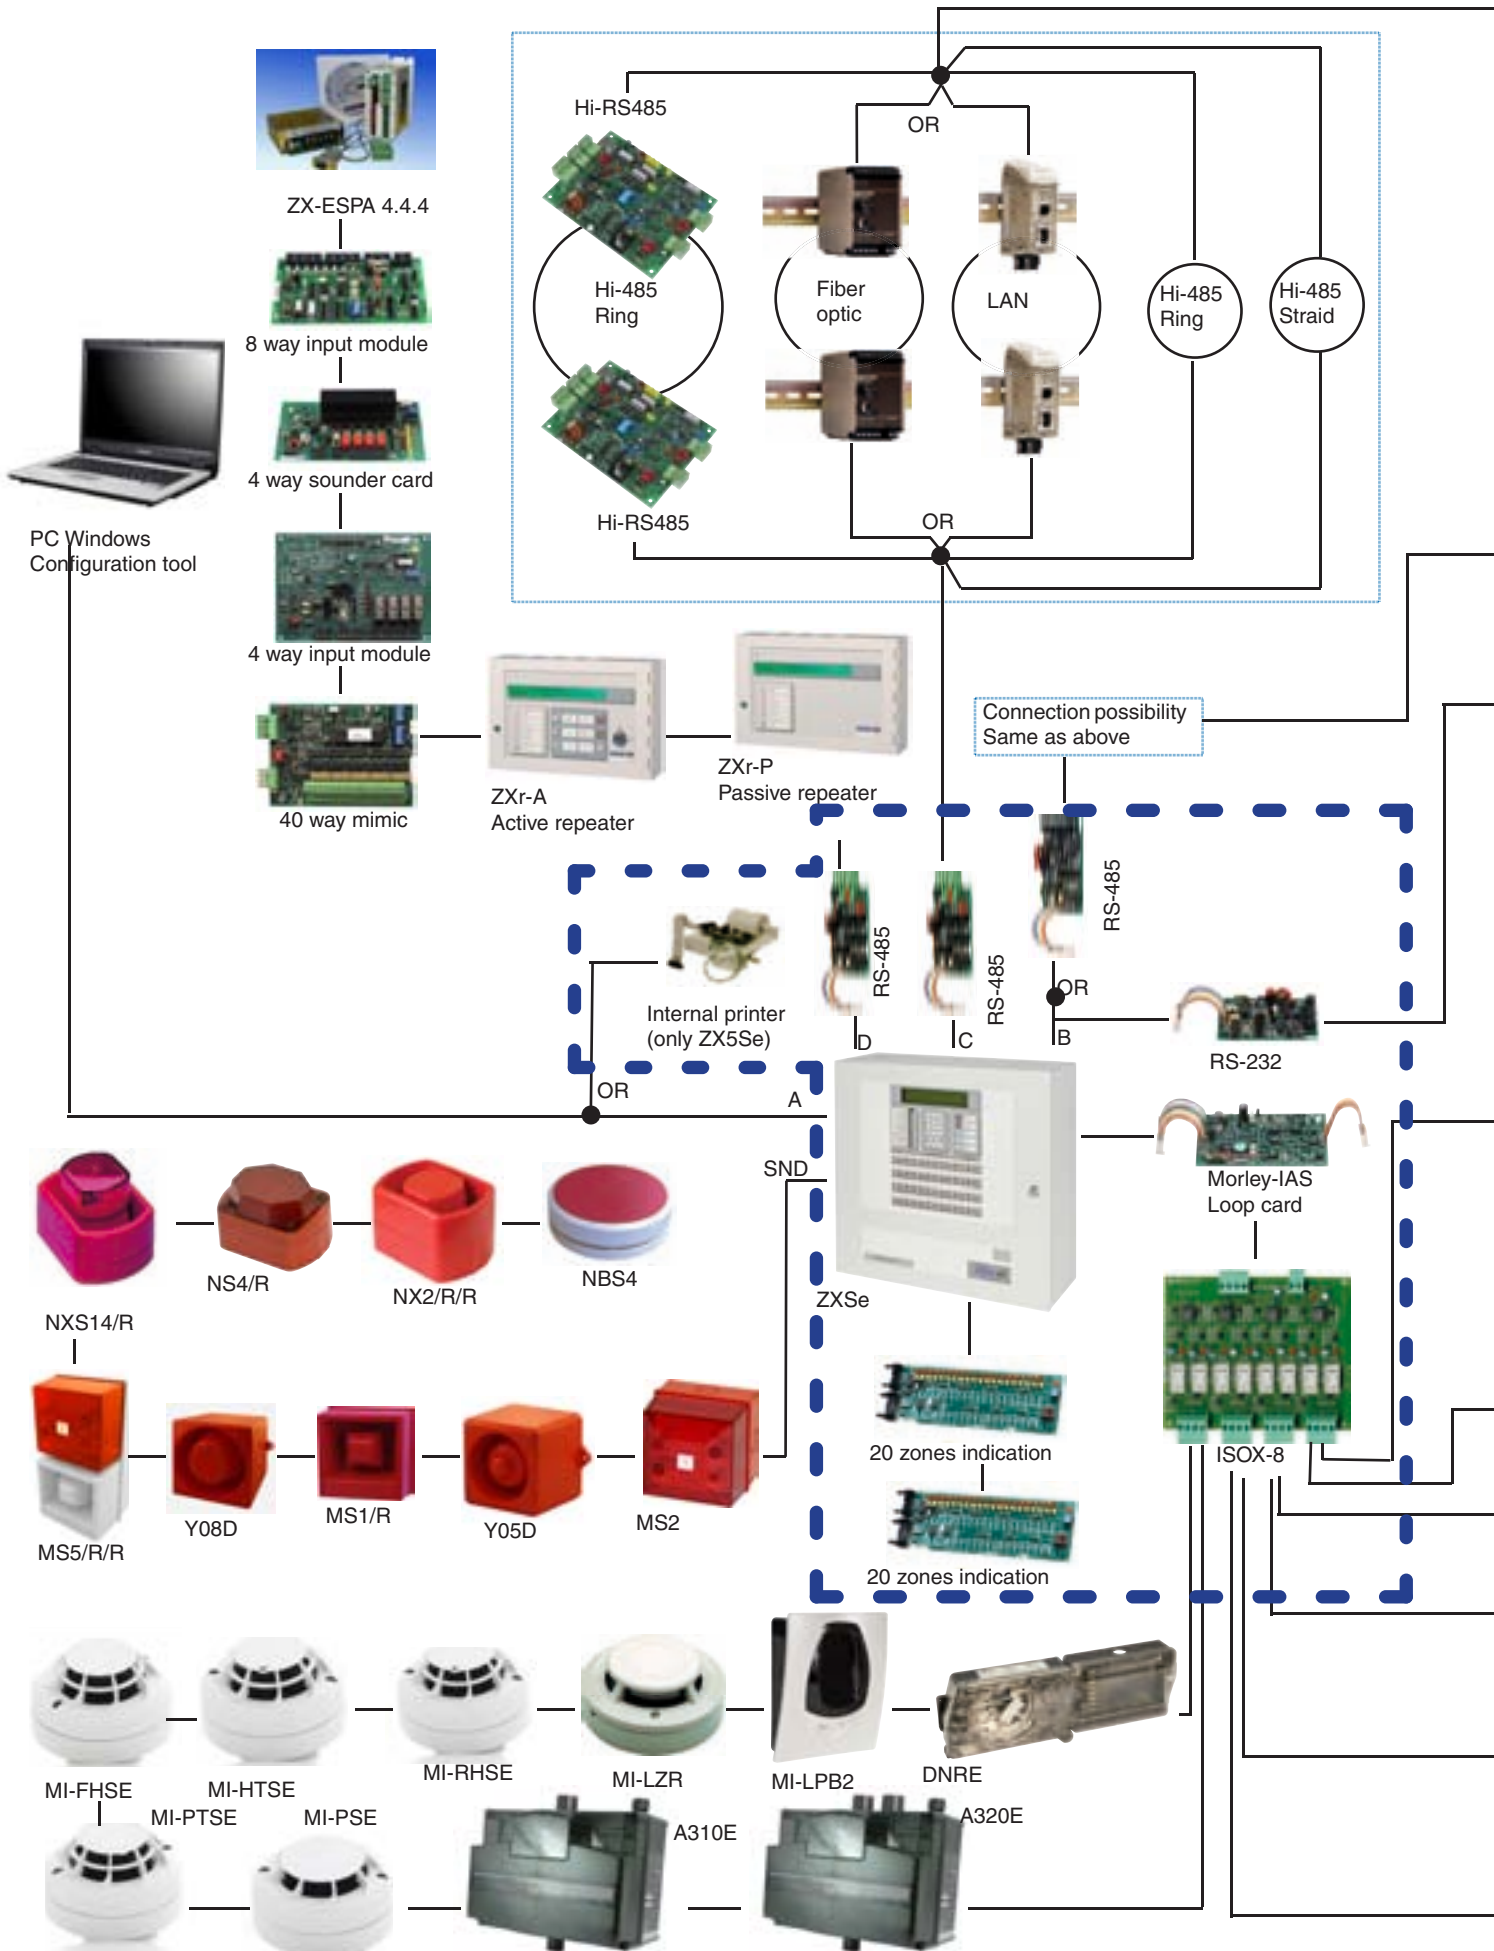 Hi-RS485
OR
ZX-ESPA 4.4.4
Hi-485
Ring
Fiber
optic
LAN
Hi-485
Ring
Hi-485
Straid
8 way input module
4 way sounder card
Hi-RS485
OR
PC Windows
Configuration tool
4 way input module
Connection possibility
Same as above
ZXr-P
Passive repeater
ZXr-A
Active repeater
40 way mimic
RS-485
RS-485
RS-485
Internal printer
(only ZX5Se)
OR
D
C
B
RS-232
OR
A
SND
Morley-IAS
Loop card
NS4/R
NX2/R/R
NBS4
ZXSe
NXS14/R
20 zones indication
ISOX-8
Y08D
MS1/R
Y05D
MS2
MS5/R/R
20 zones indication
MI-FHSE
MI-HTSE
MI-RHSE
MI-LZR
MI-LPB2
DNRE
MI-PTSE
MI-PSE
A310E
A320E